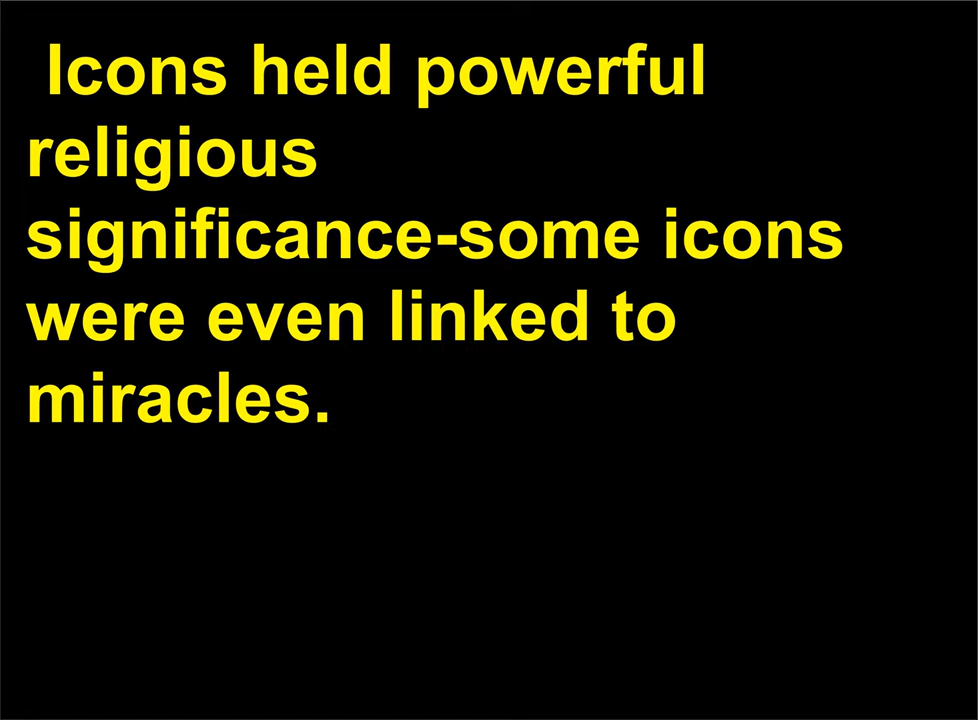 Icons held powerful
religious
significance-some icons
were even linked to
miracles.